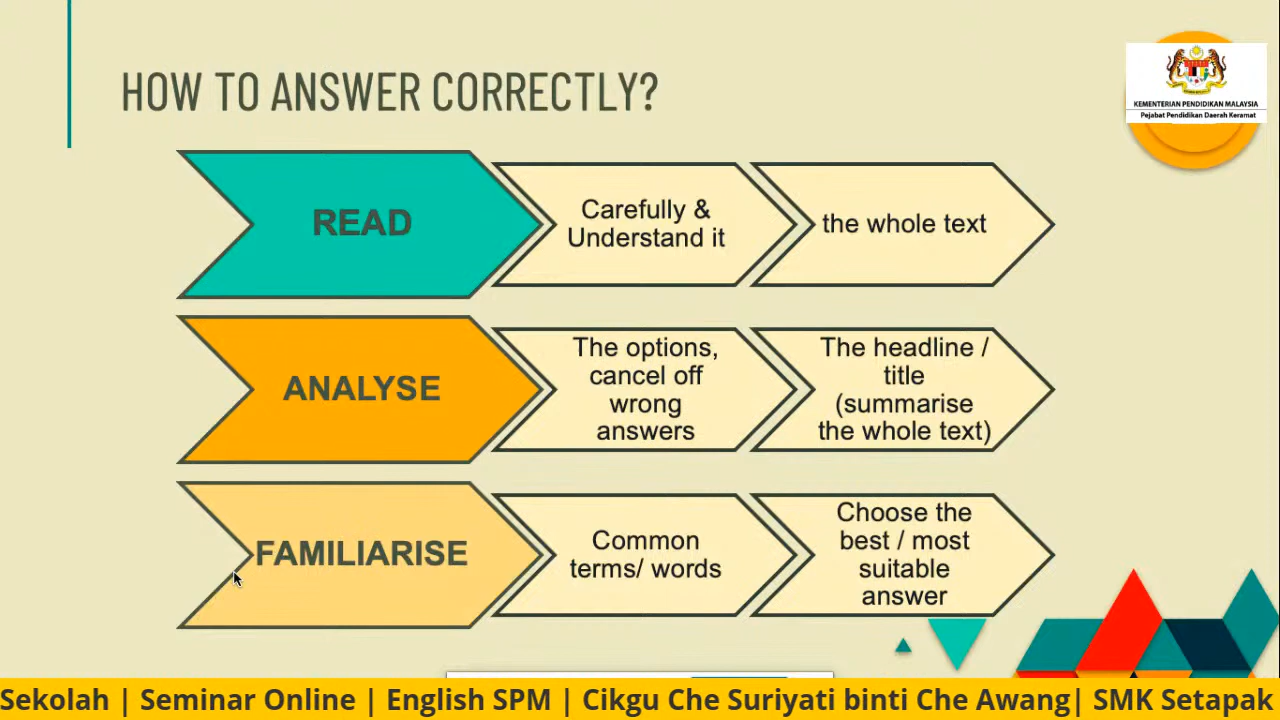 HOW TO ANSWER CORRECTLY?
KEMENTERIAN PENDIDIKAN MALAYSIA
Pejabat Pendidikan Daerah Keramat
READ
Carefully &
Understand it
the whole text
ANALYSE
The options,
cancel off
wrong
answers
The headline /
title
(summarise
the whole text)
FAMILIARISE
Common
terms/ words
Choose the
best / most
suitable
answer
Sekolah | Seminar Online | English SPM | Cikgu Che Suriyati binti Che Awang| SMK Setapak